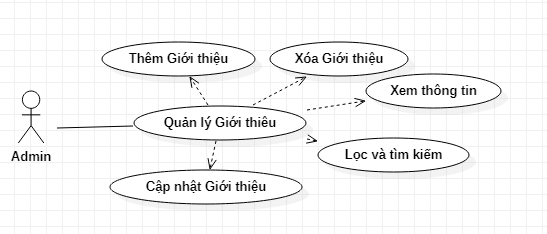 Thêm Giới thiệu
Xóa Giới thiệu
Xem thông tin
Quản lý Giới thiêu
Lọc và tìm kiếm
Admin
Cập nhật Giới thiệu